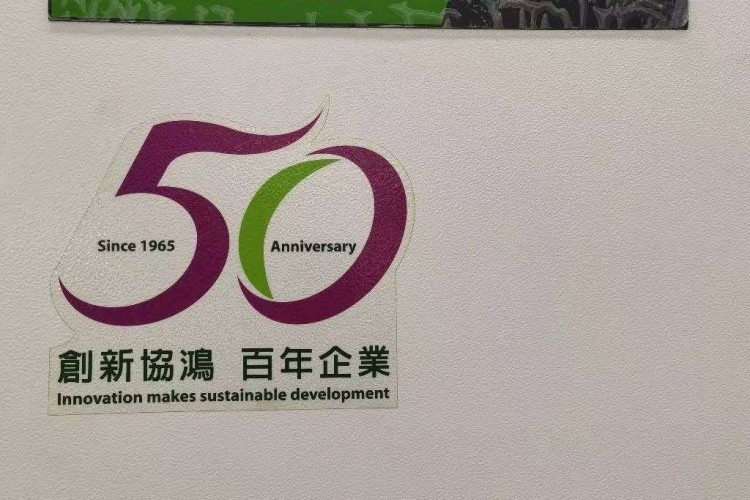 50
Since 1965 Anniversary
創新協鴻 百年企業
Innovation makes sustainable development